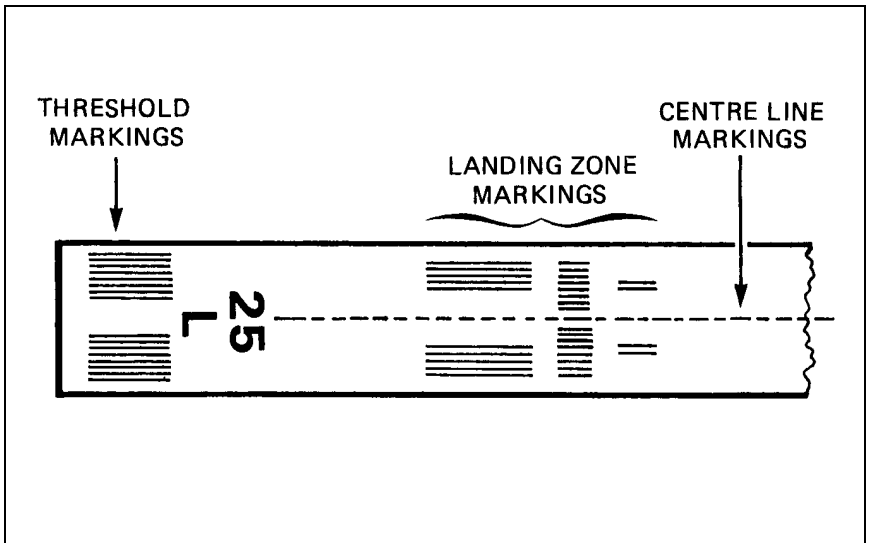 THRESHOLD
MARKINGS
LANDING ZONE
MARKINGS
CENTRE LINE
MARKINGS
25
L